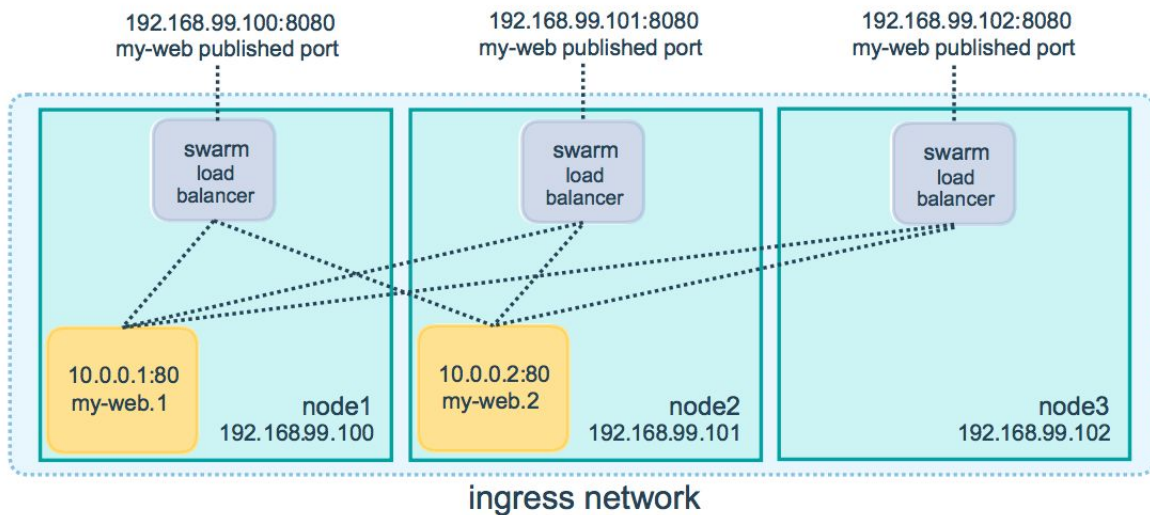 192.168.99.100:8080
my-web published port
192.168.99.101:8080
my-web published port
192.168.99.102:8080
my-web published port
swarm
load
balancer
swarm
load
balancer
swarm
load
balancer
10.0.0.1:80
my-web.1
node1
192.168.99.100
10.0.0.2:80
my-web.2
node2
192.168.99.101
node3
192.168.99.102
ingress network